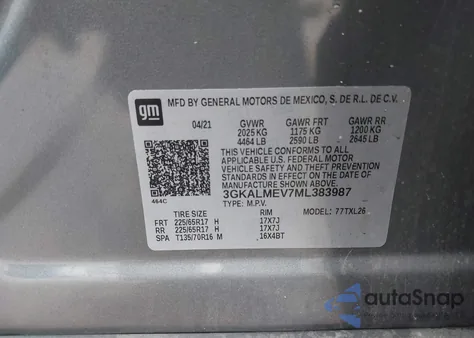 gm
MFD BY GENERAL MOTORS DE MEXICO, S. DE R.L. DE C.V.
04/21 GVWR GAWR FRT GAWR RR
2025 KG 1175 KG 1200 KG
4464 LB 2590 LB 2645 LB
THIS VEHICLE CONFORMS TO ALL
APPLICABLE U.S. FEDERAL MOTOR
VEHICLE SAFETY AND THEFT PREVENTION
STANDARDS IN EFFECT ON THE DATE OF
MANUFACTURE SHOWN ABOVE.
3GKALMEV7ML383987
464C TYPE: M.P.V. MODEL: 77TXL26
TIRE SIZE RIM
FRT 225/65R17 H 17X7J
RR 225/65R17 H 17X7J
SPA T135/70R16 M 16X4BT
autoSnap